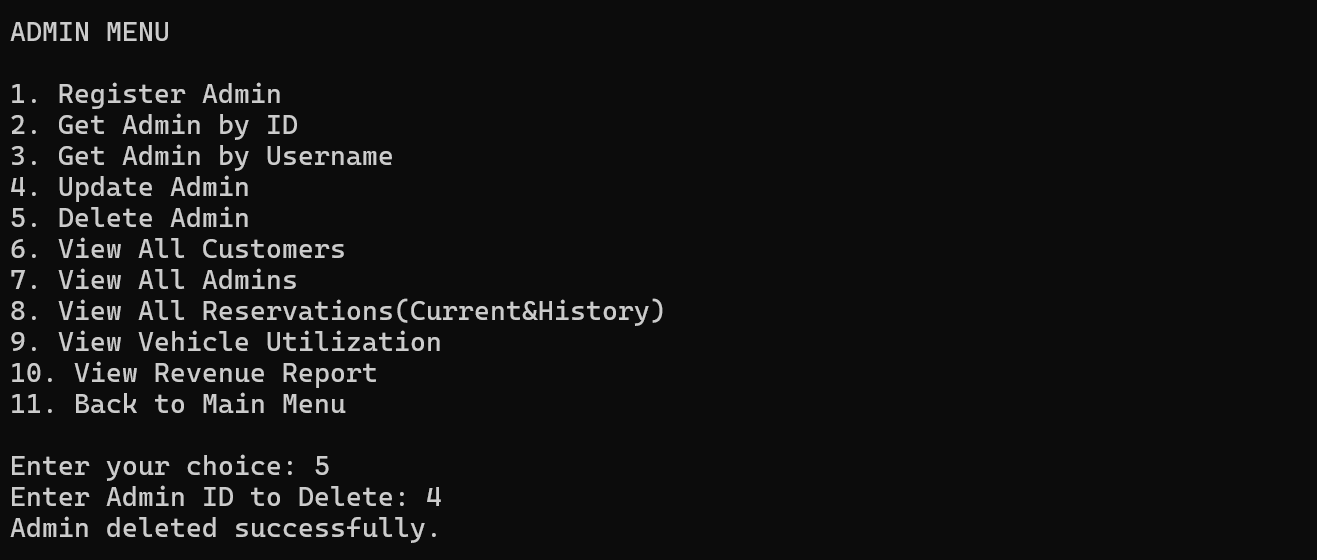 ADMIN MENU
1. Register Admin
2. Get Admin by ID
3. Get Admin by Username
4. Update Admin
5. Delete Admin
6. View All Customers
7. View All Admins
8. View All Reservations(Current&History)
9. View Vehicle Utilization
10. View Revenue Report
11. Back to Main Menu
Enter your choice: 5
Enter Admin ID to Delete: 4
Admin deleted successfully.